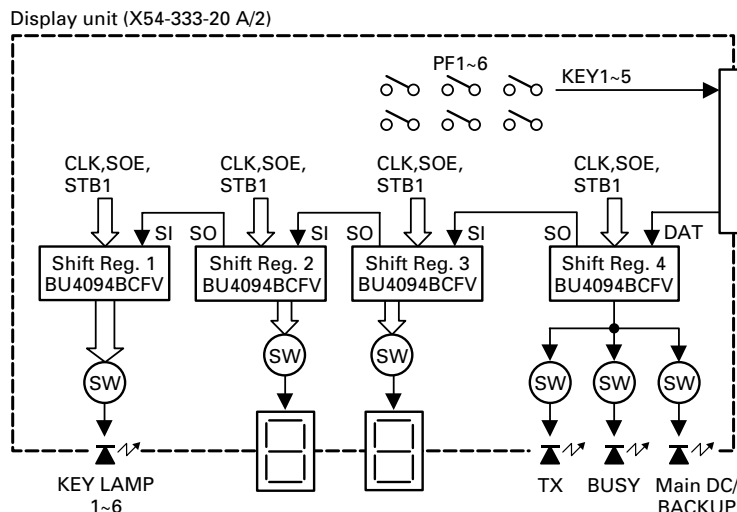 Display unit (X54-333-20 A/2)
PF1~6
KEY1~5
CLK,SOE,
STB1
CLK,SOE,
STB1
CLK,SOE,
STB1
CLK,SOE,
STB1
SI
SO
SI
SO
SI
SO
DAT
Shift Reg. 1
BU4094BCFV
Shift Reg. 2
BU4094BCFV
Shift Reg. 3
BU4094BCFV
Shift Reg. 4
BU4094BCFV
SW
SW
SW
SW
SW
SW
KEY LAMP
1~6
TX
BUSY
Main DC/
BACKUP